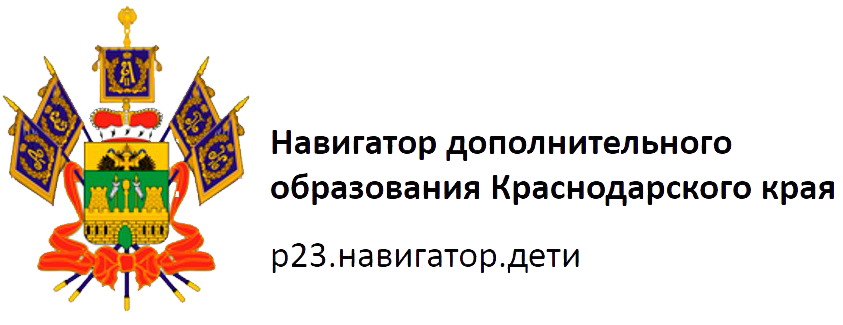 Навигатор дополнительного
образования Краснодарского края
р23.навигатор.дети